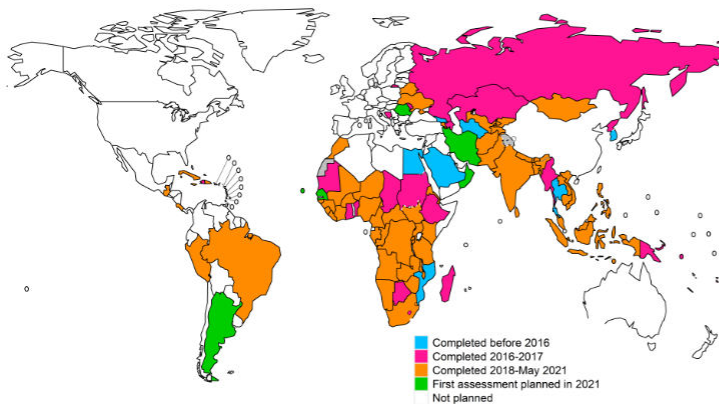 Completed before 2016
Completed 2016-2017
Completed 2018-May 2021
First assessment planned in 2021
Not planned